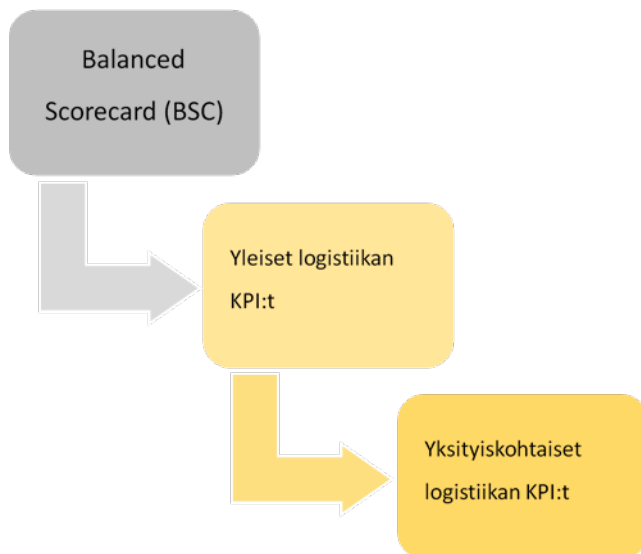 Balanced
Scorecard (BSC)
Yleiset logistiikan
KPI:t
Yksityiskohtaiset
logistiikan KPI:t